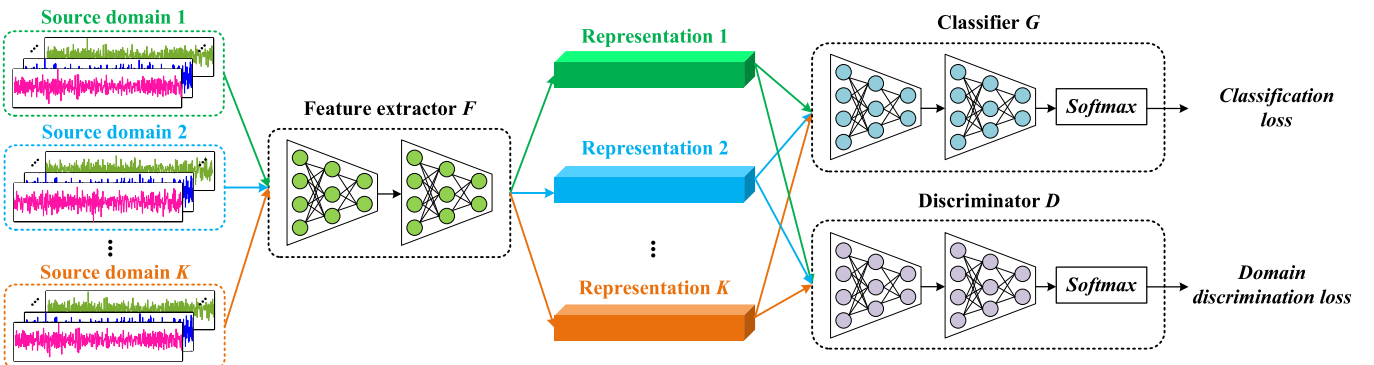 Source domain 1
Source domain 2
Source domain K
Feature extractor F
Representation 1
Representation 2
Representation K
Classifier G
Softmax
Classification
loss
Discriminator D
Softmax
Domain
discrimination loss